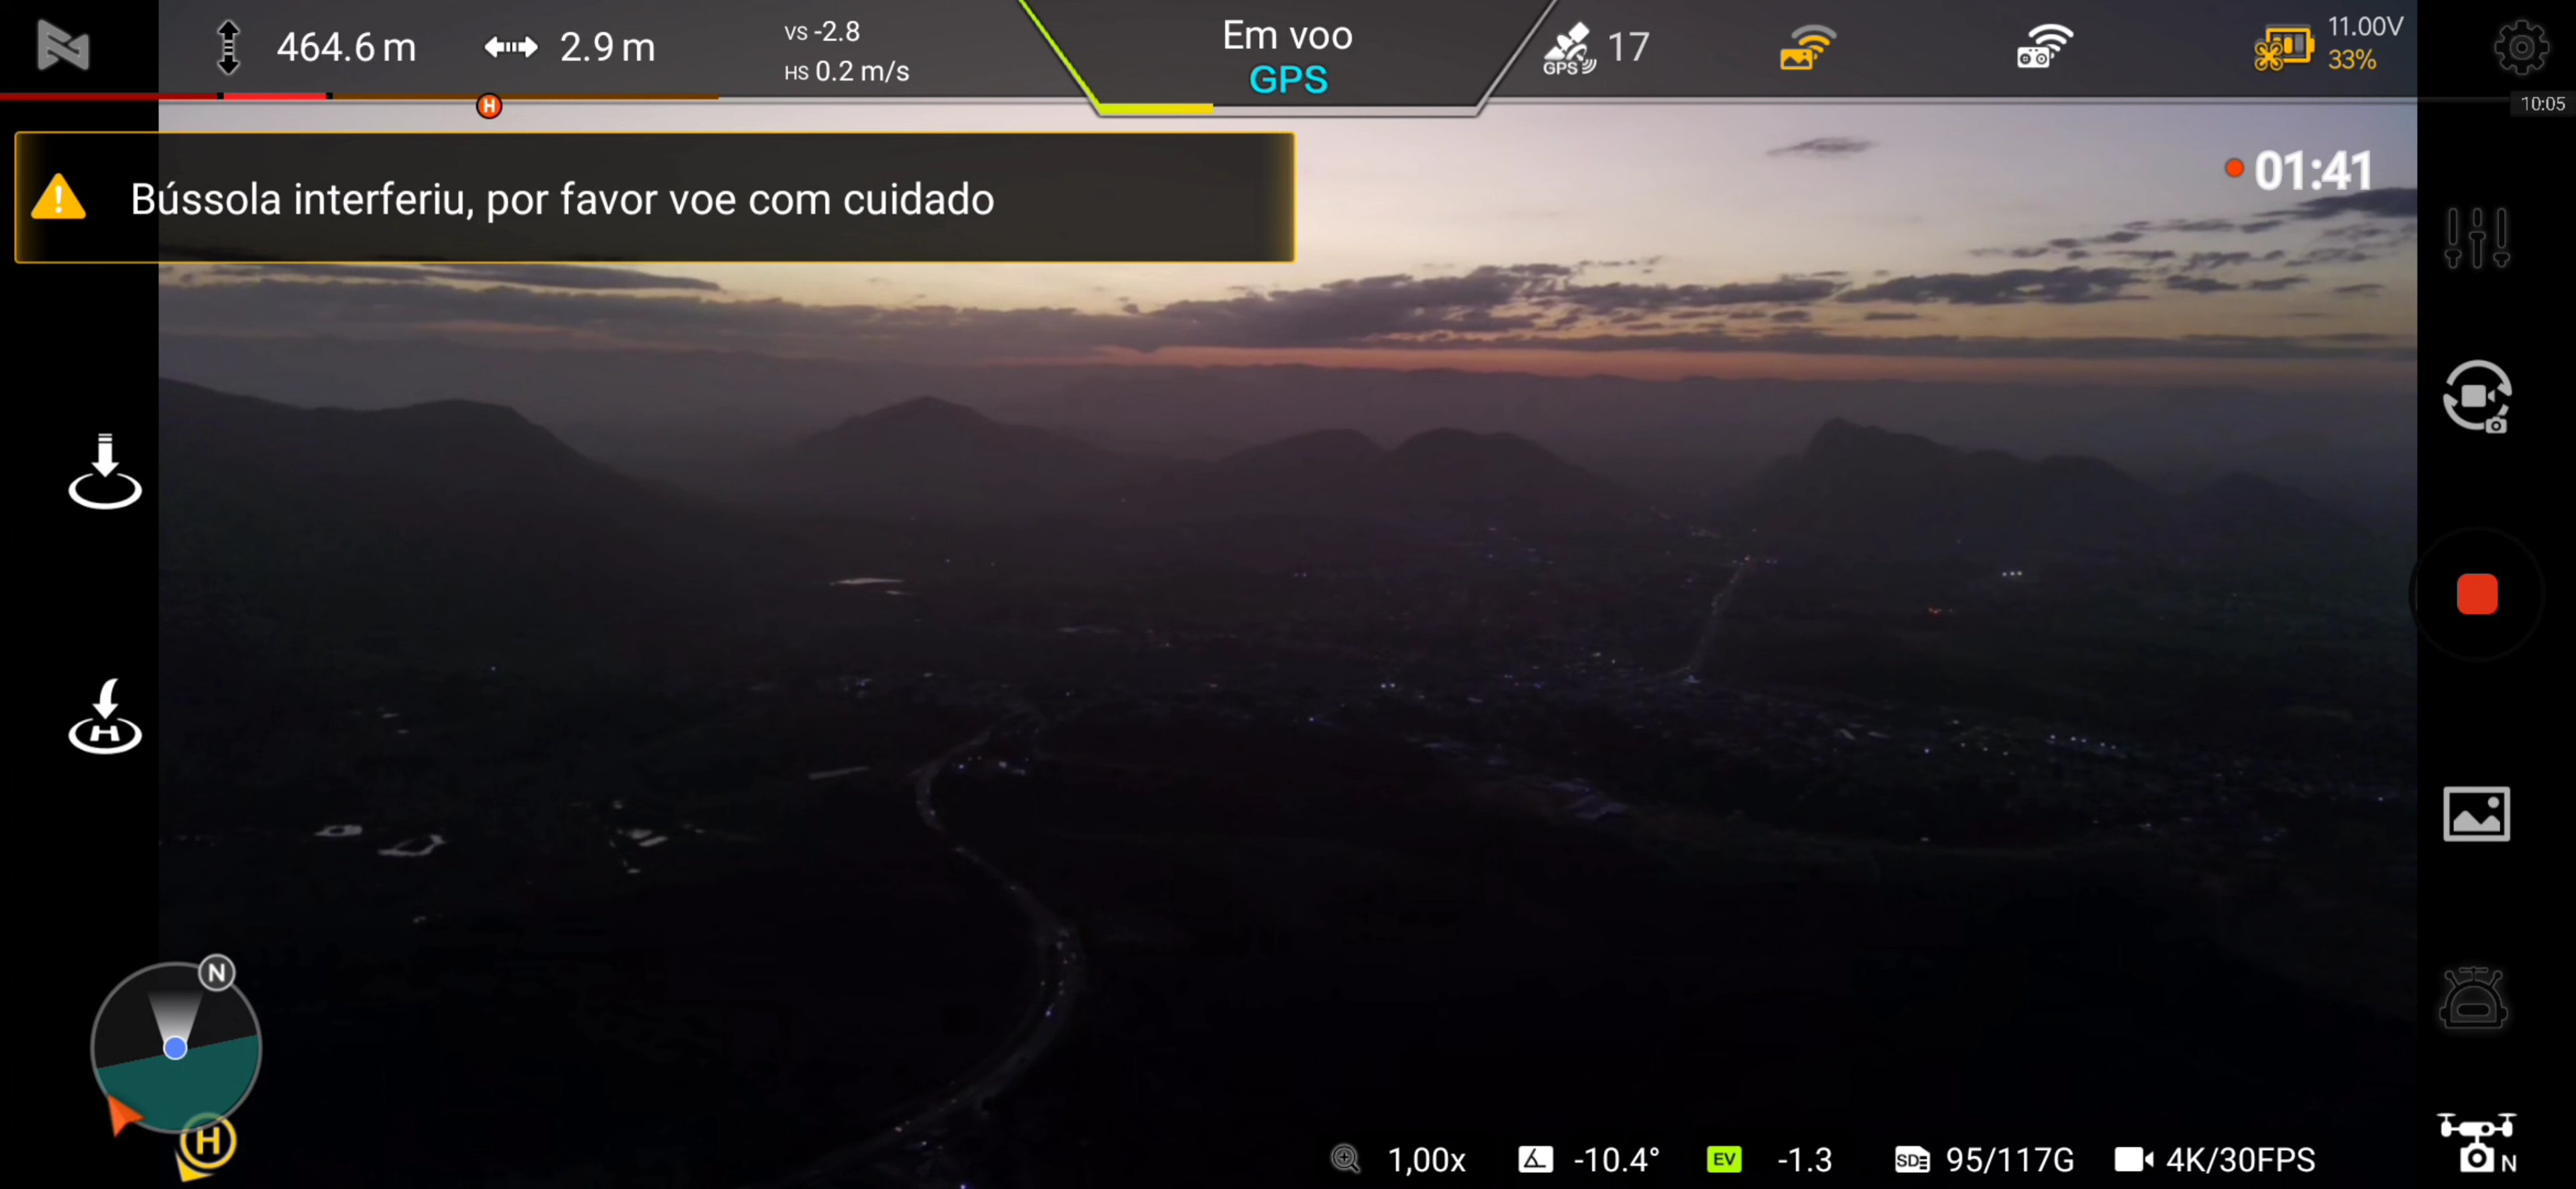 464.6 m
2.9 m
VS -2.8
HS 0.2 m/s
Em voo
GPS
GPS
17
11.00V
33%
10:05
H
Bússola interferiu, por favor voe com cuidado
01:41
H
N
H
1,00x
-10.4°
EV
-1.3
SD
95/117G
4K/30FPS
N